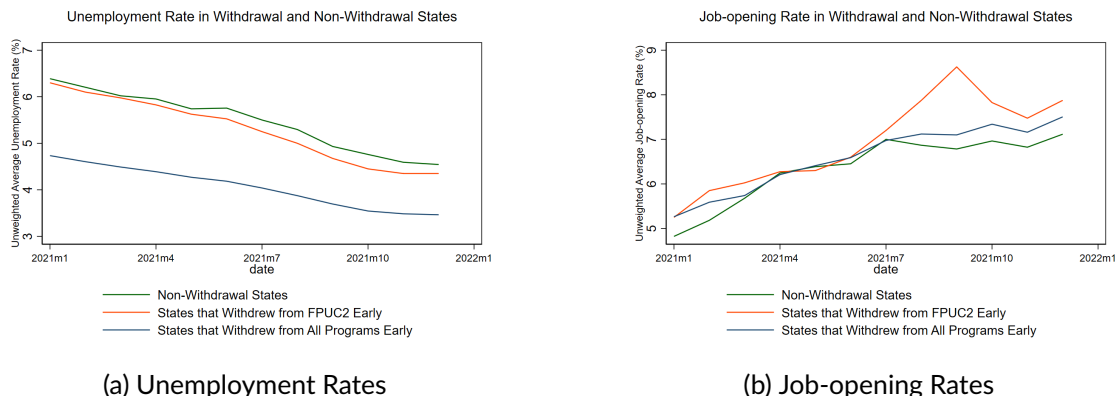 Unemployment Rate in Withdrawal and Non-Withdrawal States
Unweighted Average Unemployment Rate (%)
7
6
5
4
3
2021m1 2021m4 2021m7 2021m10 2022m1
date
Non-Withdrawal States
States that Withdrew from FPUC2 Early
States that Withdrew from All Programs Early
(a) Unemployment Rates
Job-opening Rate in Withdrawal and Non-Withdrawal States
Unweighted Average Job-opening Rate (%)
9
8
7
6
5
2021m1 2021m4 2021m7 2021m10 2022m1
date
Non-Withdrawal States
States that Withdrew from FPUC2 Early
States that Withdrew from All Programs Early
(b) Job-opening Rates